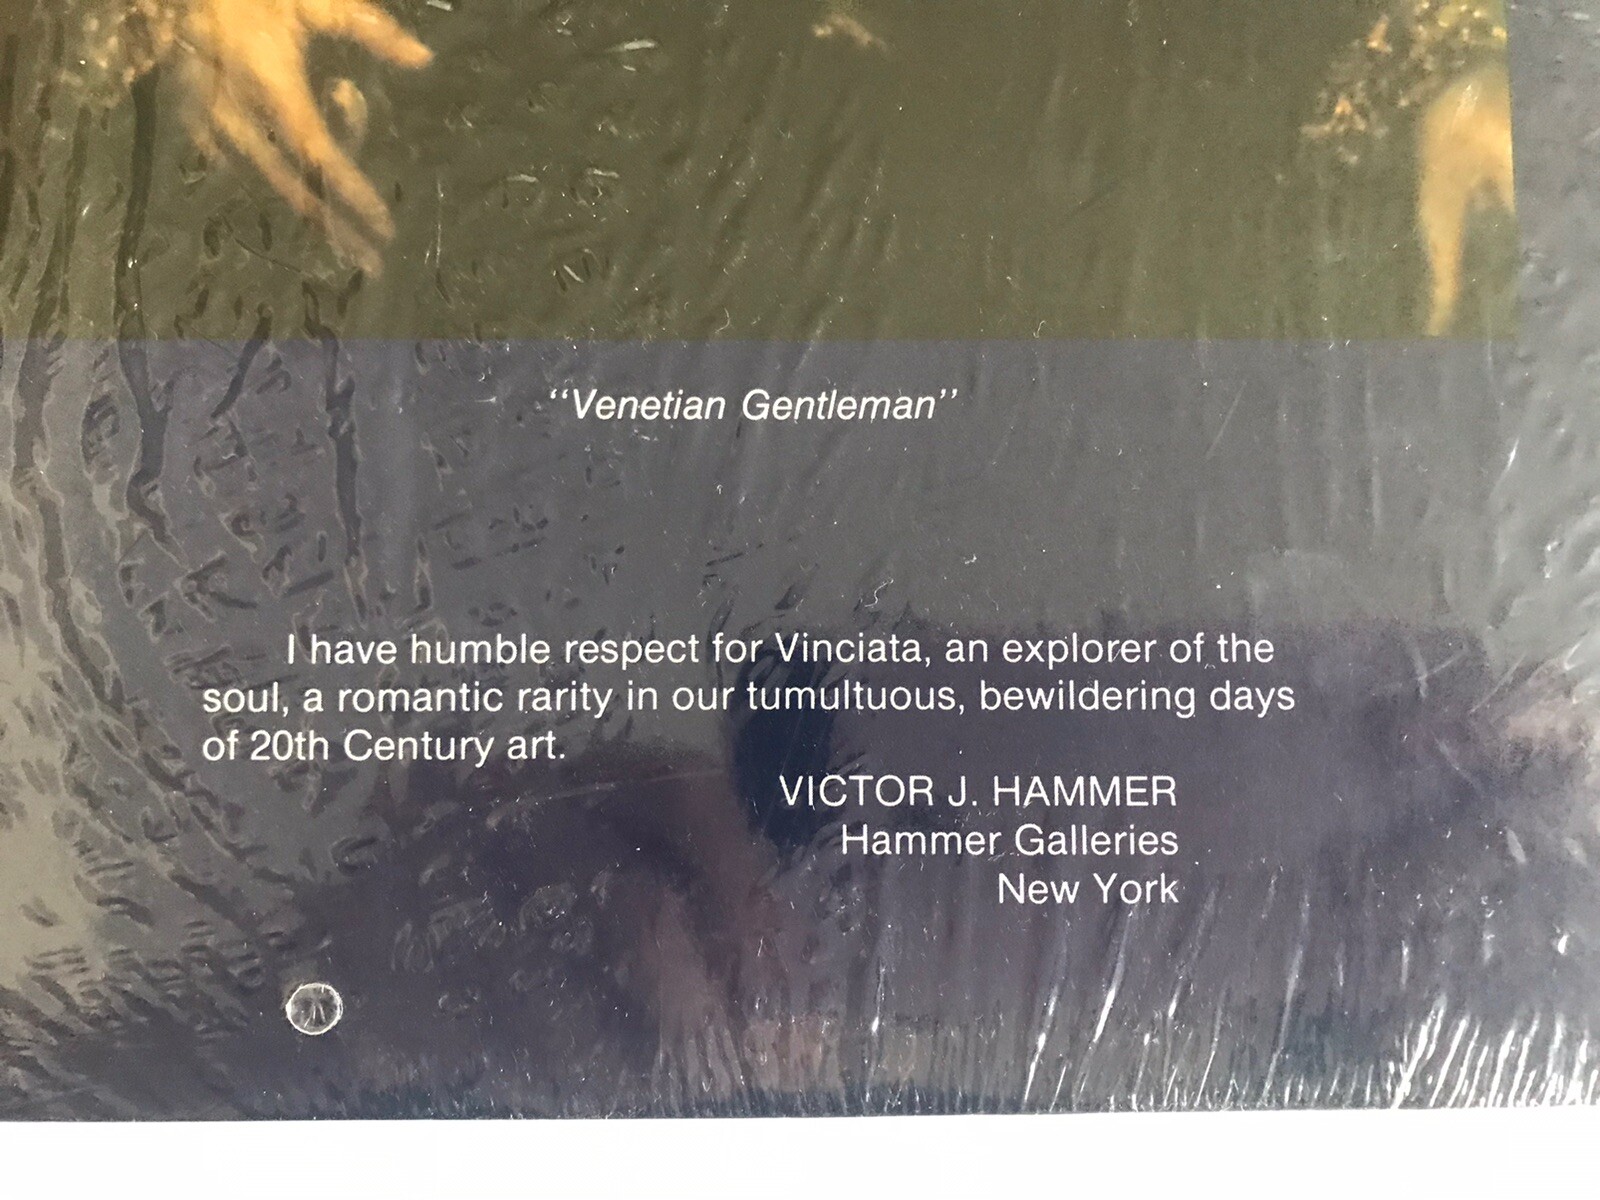 “Venetian Gentleman”
I have humble respect for Vinciata, an explorer of the
soul, a romantic rarity in our tumultuous, bewildering days
of 20th Century art.
VICTOR J. HAMMER
Hammer Galleries
New York